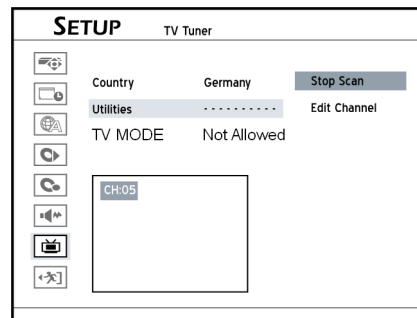 SETUP TV Tuner
Country Germany Stop Scan
Utilities - - - - - - - - - - Edit Channel
TV MODE Not Allowed
CH:05